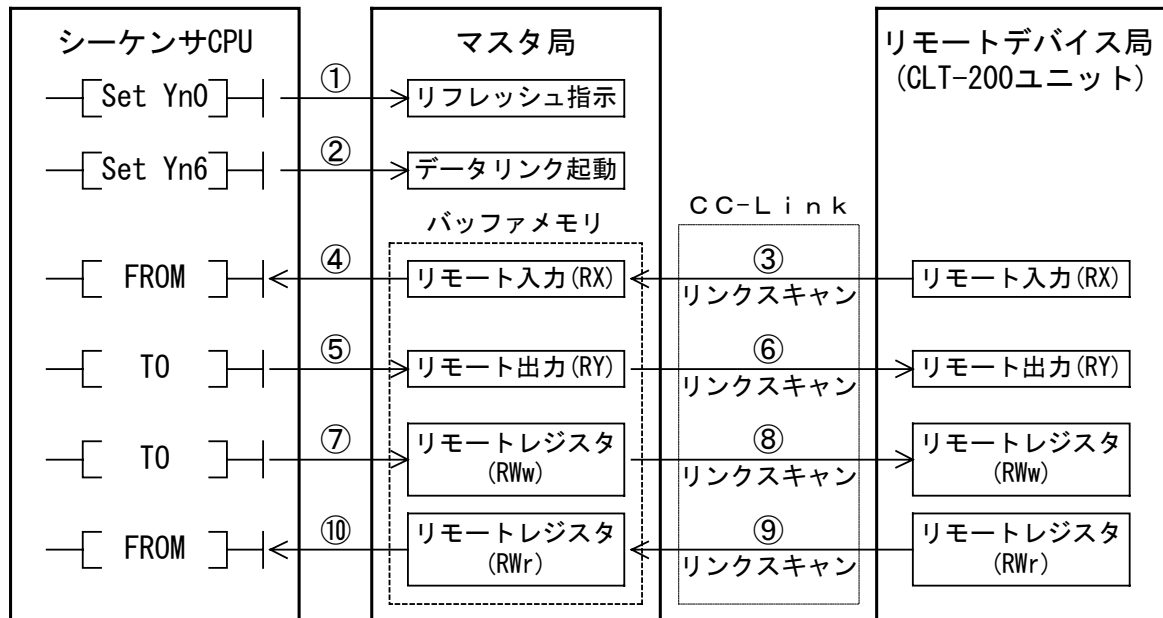 シーケンサCPU
マスタ局
リモートデバイス局
(CLT-200ユニット)
Set Yn0
①
リフレッシュ指示
Set Yn6
②
データリンク起動
CC-Link
バッファメモリ
FROM
④
リモート入力(RX)
③
リンクスキャン
リモート入力(RX)
TO
⑤
リモート出力(RY)
⑥
リンクスキャン
リモート出力(RY)
TO
⑦
リモートレジスタ
(RWw)
⑧
リンクスキャン
リモートレジスタ
(RWw)
FROM
⑩
リモートレジスタ
(RWr)
⑨
リンクスキャン
リモートレジスタ
(RWr)